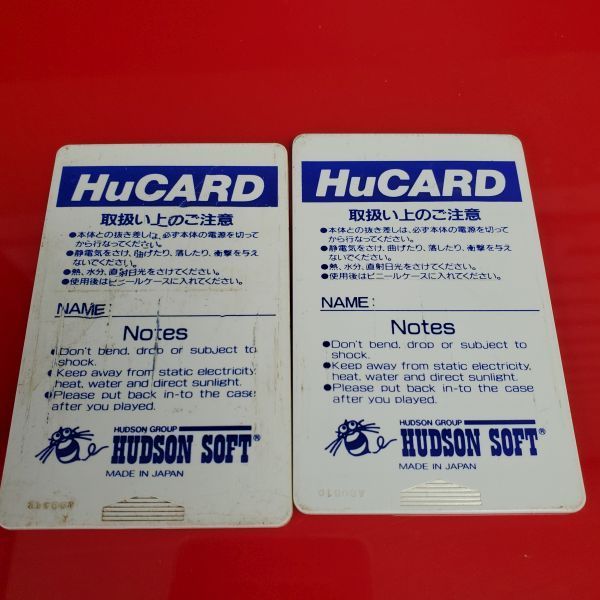 HuCARD
取扱い上のご注意
●本体との抜き差しは、必ず本体の電源を切って
から行なってください。
●静電気をさけ、曲げたり、落したり、衝撃を与え
ないでください。
●熱、水分、直射日光をさけてください。
●使用後はビニールケースに入れてください。
NAME:
Notes
●Don't bend, drop or subject to
shock.
●Keep away from static electricity,
heat, water and direct sunlight.
●Please put back in-to the case
after you played.
HUDSON GROUP
HUDSON SOFT®
MADE IN JAPAN
HuCARD
取扱い上のご注意
●本体との抜き差しは、必ず本体の電源を切って
から行なってください。
●静電気をさけ、曲げたり、落したり、衝撃を与え
ないでください。
●熱、水分、直射日光をさけてください。
●使用後はビニールケースに入れてください。
NAME:
Notes
●Don't bend, drop or subject to
shock.
●Keep away from static electricity,
heat, water and direct sunlight.
●Please put back in-to the case
after you played.
HUDSON GROUP
HUDSON SOFT®
MADE IN JAPAN